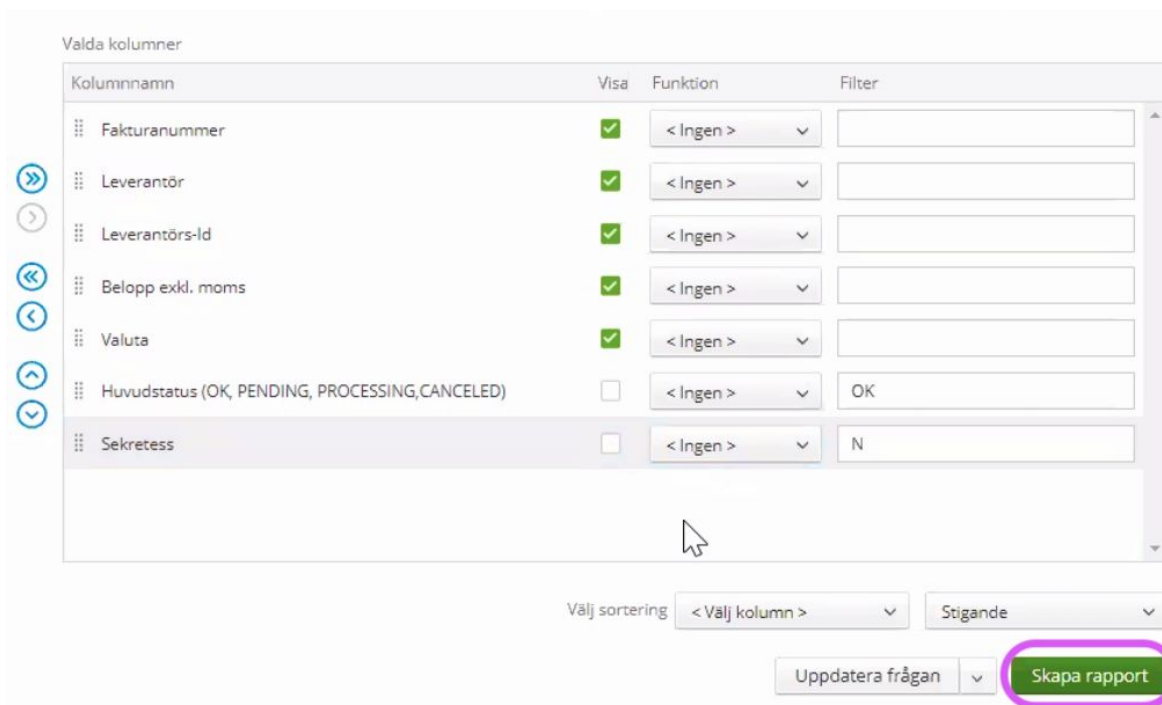 Valda kolumner
Kolumnnamn Visa Funktion Filter
Fakturanummer < Ingen >
Leverantör < Ingen >
Leverantörs-Id < Ingen >
Belopp exkl. moms < Ingen >
Valuta < Ingen >
Huvudstatus (OK, PENDING, PROCESSING,CANCELED) < Ingen > OK
Sekretess < Ingen > N
Välj sortering < Välj kolumn > Stigande
Uppdatera frågan Skapa rapport